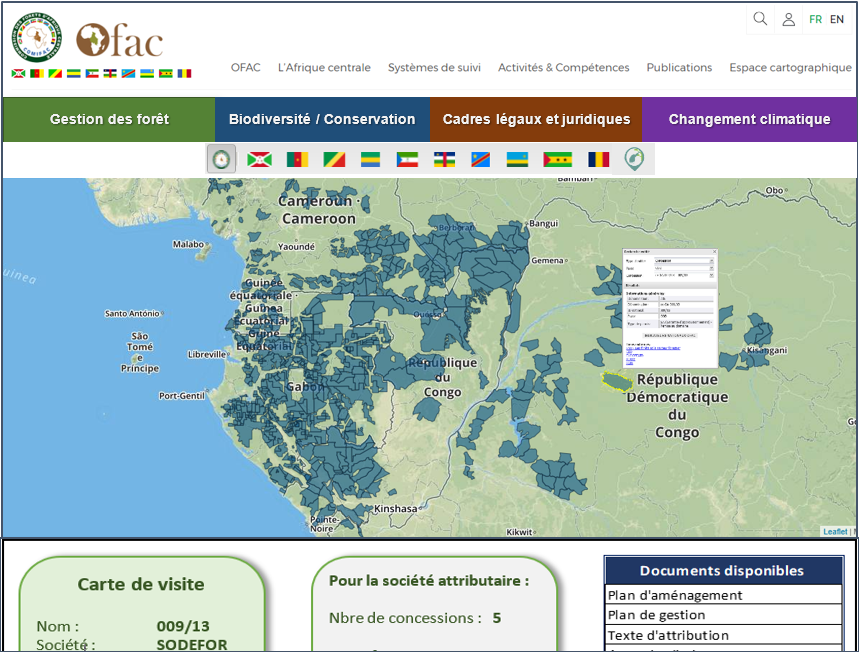 Ofac
FR EN
OFAC L'Afrique centrale Systèmes de suivi Activités & Compétences Publications Espace cartographique
Gestion des forêt Biodiversité / Conservation Cadres légaux et juridiques Changement climatique
Cameroun ·
Cameroon
Obo
Berbérati
Bangui
Malabo
Yaoundé
Gemena
Guinée
équatoriale ·
Guinea
Ecuatorial ·
Guiné
Equatorial
Santo António
Ouesso
São
Tomé
e
Príncipe
Libreville
Kisangani
République
du
Congo
Gabon
Port-Gentil
République
Démocratique
du
Congo
Pointe-
Noire
Kinshasa
Kikwit
Leaflet |
Carte de visite
Nom : 009/13
Société : SODEFOR
Pour la société attributaire :
Nbre de concessions : 5
Documents disponibles
Plan d'aménagement
Plan de gestion
Texte d'attribution